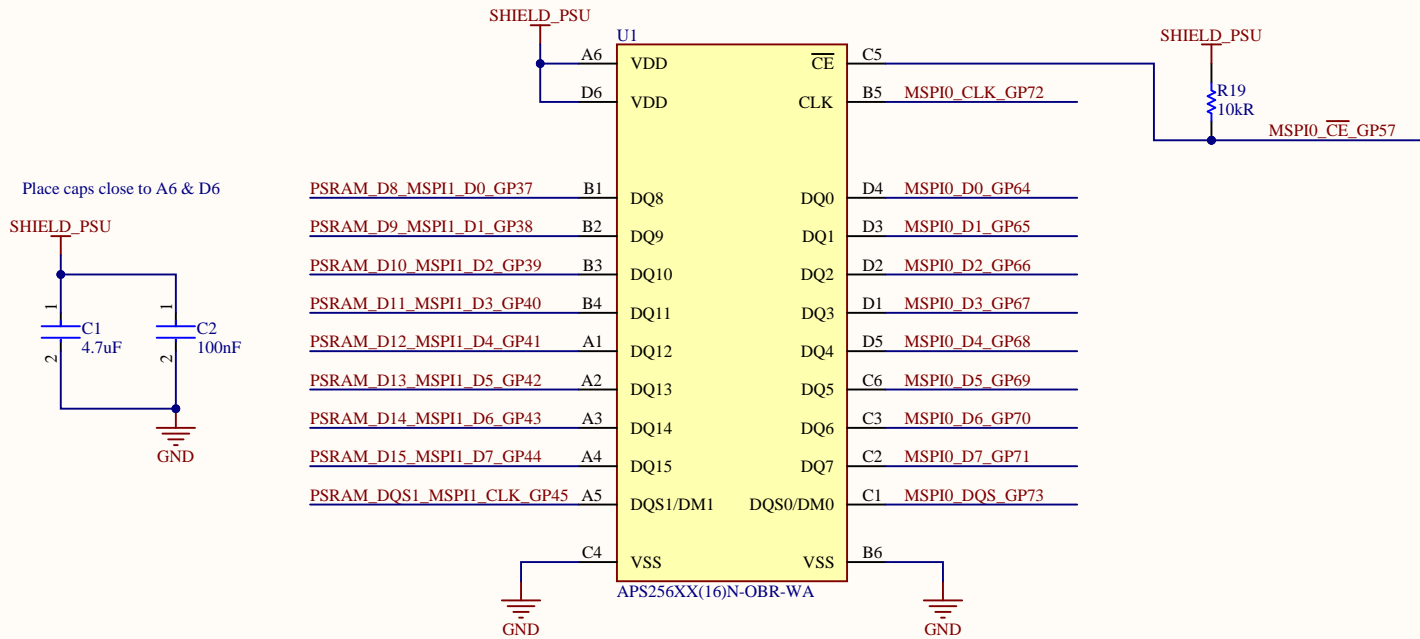 SHIELD_PSU
U1
SHIELD_PSU
A6 VDD CE C5
D6 VDD CLK B5 MSPI0_CLK_GP72
R19
10kR
MSPI0_CE_GP57
Place caps close to A6 & D6
SHIELD_PSU
1 C1 2
4.7uF
1 C2 2
100nF
GND
PSRAM_D8_MSPI1_D0_GP37 B1 DQ8 DQ0 D4 MSPI0_D0_GP64
PSRAM_D9_MSPI1_D1_GP38 B2 DQ9 DQ1 D3 MSPI0_D1_GP65
PSRAM_D10_MSPI1_D2_GP39 B3 DQ10 DQ2 D2 MSPI0_D2_GP66
PSRAM_D11_MSPI1_D3_GP40 B4 DQ11 DQ3 D1 MSPI0_D3_GP67
PSRAM_D12_MSPI1_D4_GP41 A1 DQ12 DQ4 D5 MSPI0_D4_GP68
PSRAM_D13_MSPI1_D5_GP42 A2 DQ13 DQ5 C6 MSPI0_D5_GP69
PSRAM_D14_MSPI1_D6_GP43 A3 DQ14 DQ6 C3 MSPI0_D6_GP70
PSRAM_D15_MSPI1_D7_GP44 A4 DQ15 DQ7 C2 MSPI0_D7_GP71
PSRAM_DQS1_MSPI1_CLK_GP45 A5 DQS1/DM1 DQS0/DM0 C1 MSPI0_DQS_GP73
C4 VSS VSS B6
APS256XX(16)N-OBR-WA
GND
GND